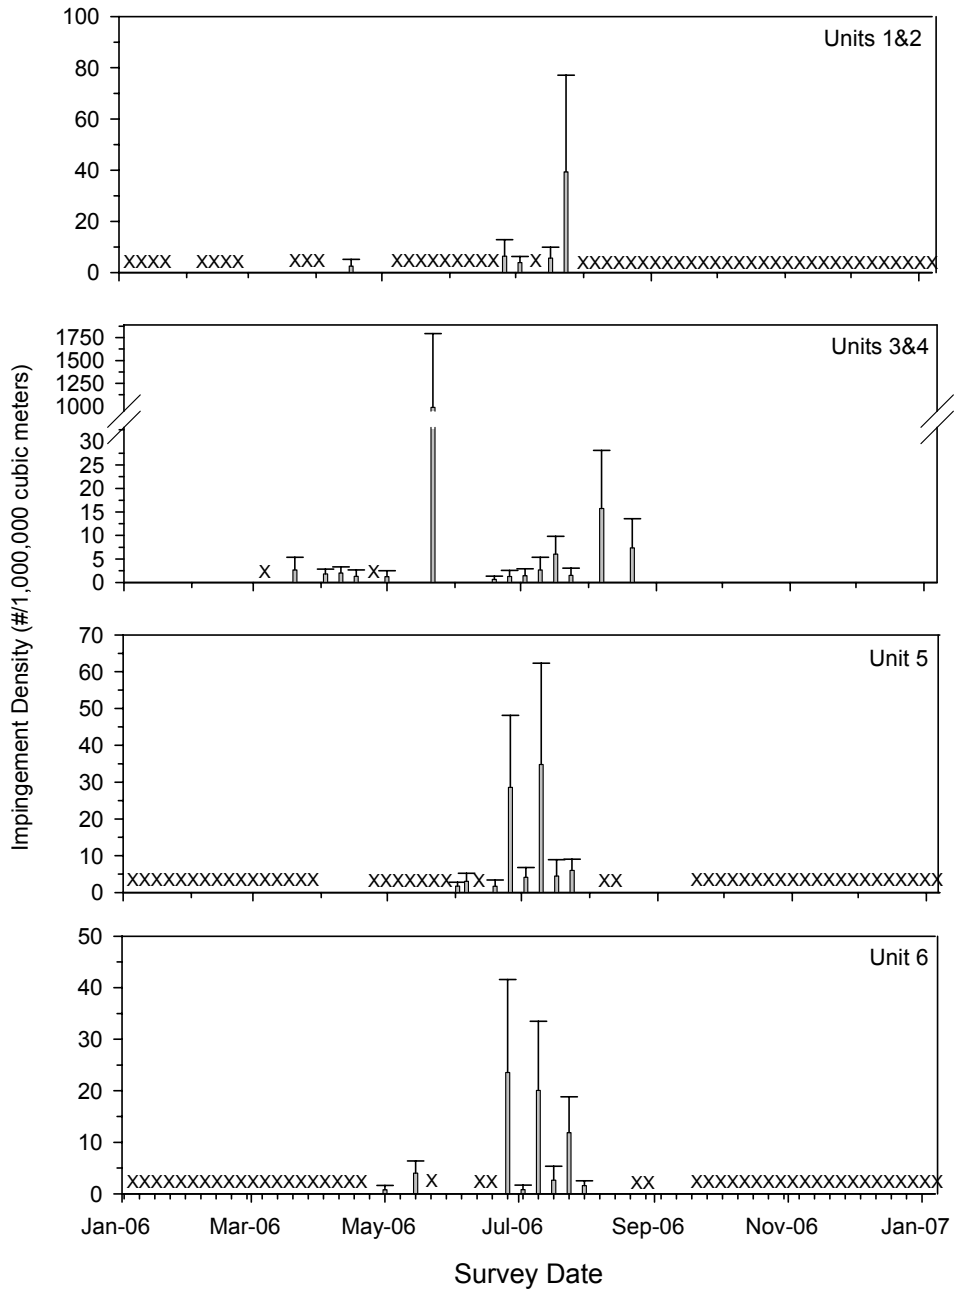 Impingement Density (#/1,000,000 cubic meters)
Units 1&2
100
80
60
40
20
0
XXXX XXXX XXX XXXXXXXXX X XXXXXXXXXXXXXXXXXXXXXXXXXXXXXX
Units 3&4
1750
1500
1250
1000
30
25
20
15
10
5
0
X X
Unit 5
70
60
50
40
30
20
10
0
XXXXXXXXXXXXXXXX XXXXXXX X XX XXXXXXXXXXXXXXXXXXXXX
Unit 6
50
40
30
20
10
0
XXXXXXXXXXXXXXXXXXXX X XX XX XXXXXXXXXXXXXXXXXXXXX
Jan-06 Mar-06 May-06 Jul-06 Sep-06 Nov-06 Jan-07
Survey Date